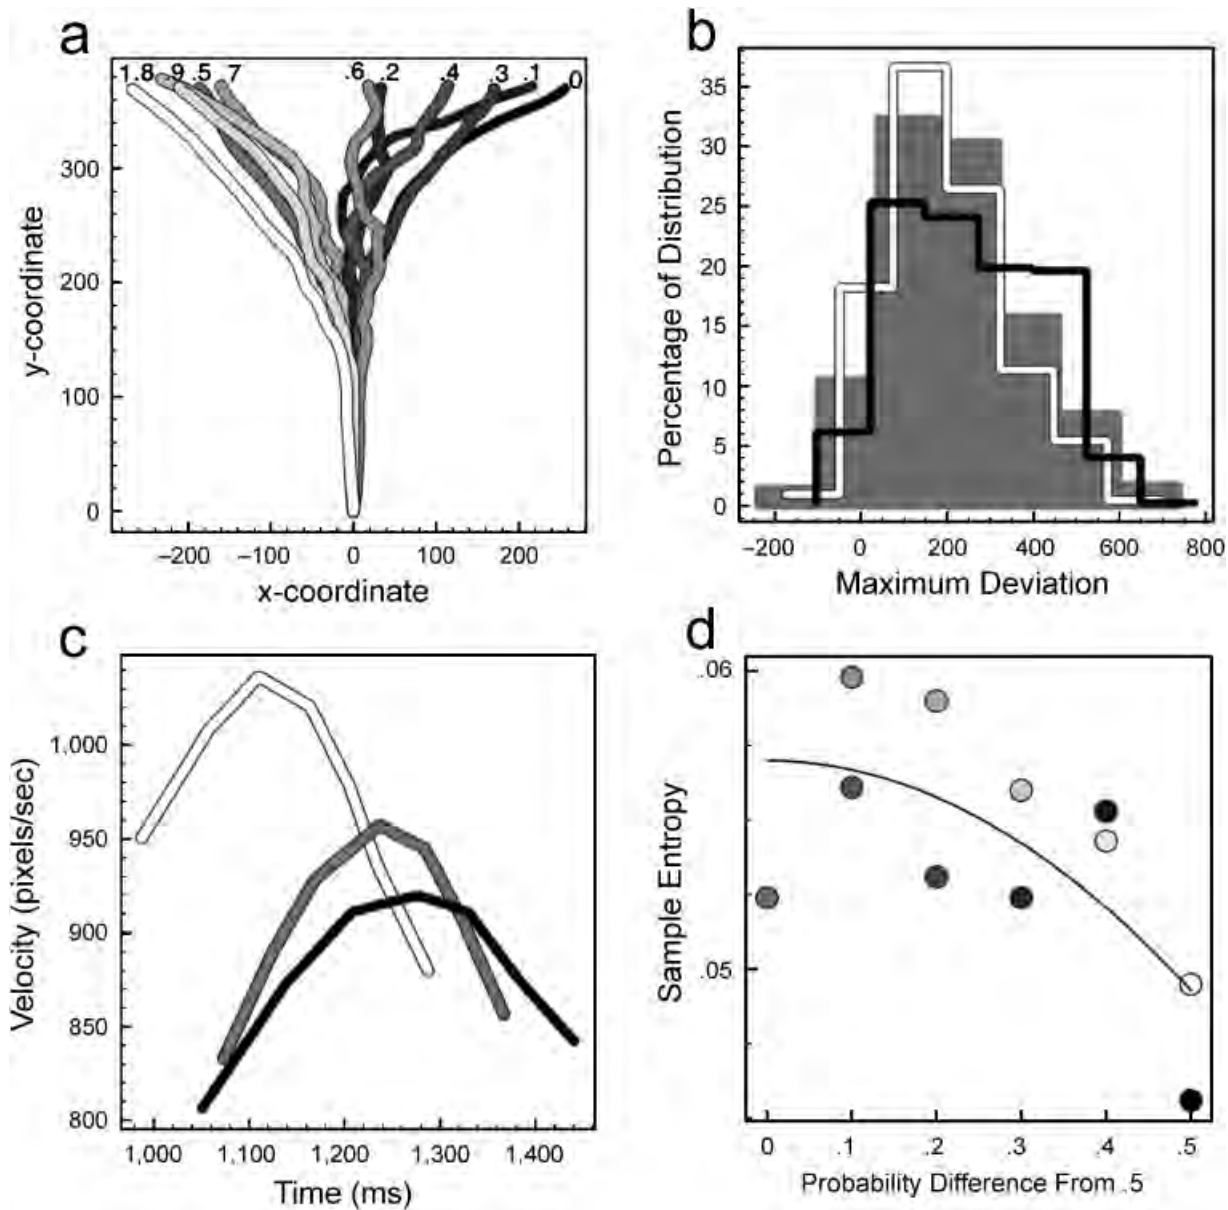 a
1 .8 .9 .5 .7 .6 .2 .4 .3 .1 0
300
200
100
0
y-coordinate
−200 −100 0 100 200
x-coordinate
b
35
30
25
20
15
10
5
0
Percentage of Distribution
−200 0 200 400 600 800
Maximum Deviation
c
1,000
950
900
850
800
Velocity (pixels/sec)
1,000 1,100 1,200 1,300 1,400
Time (ms)
d
.06
.05
Sample Entropy
0 .1 .2 .3 .4 .5
Probability Difference From .5